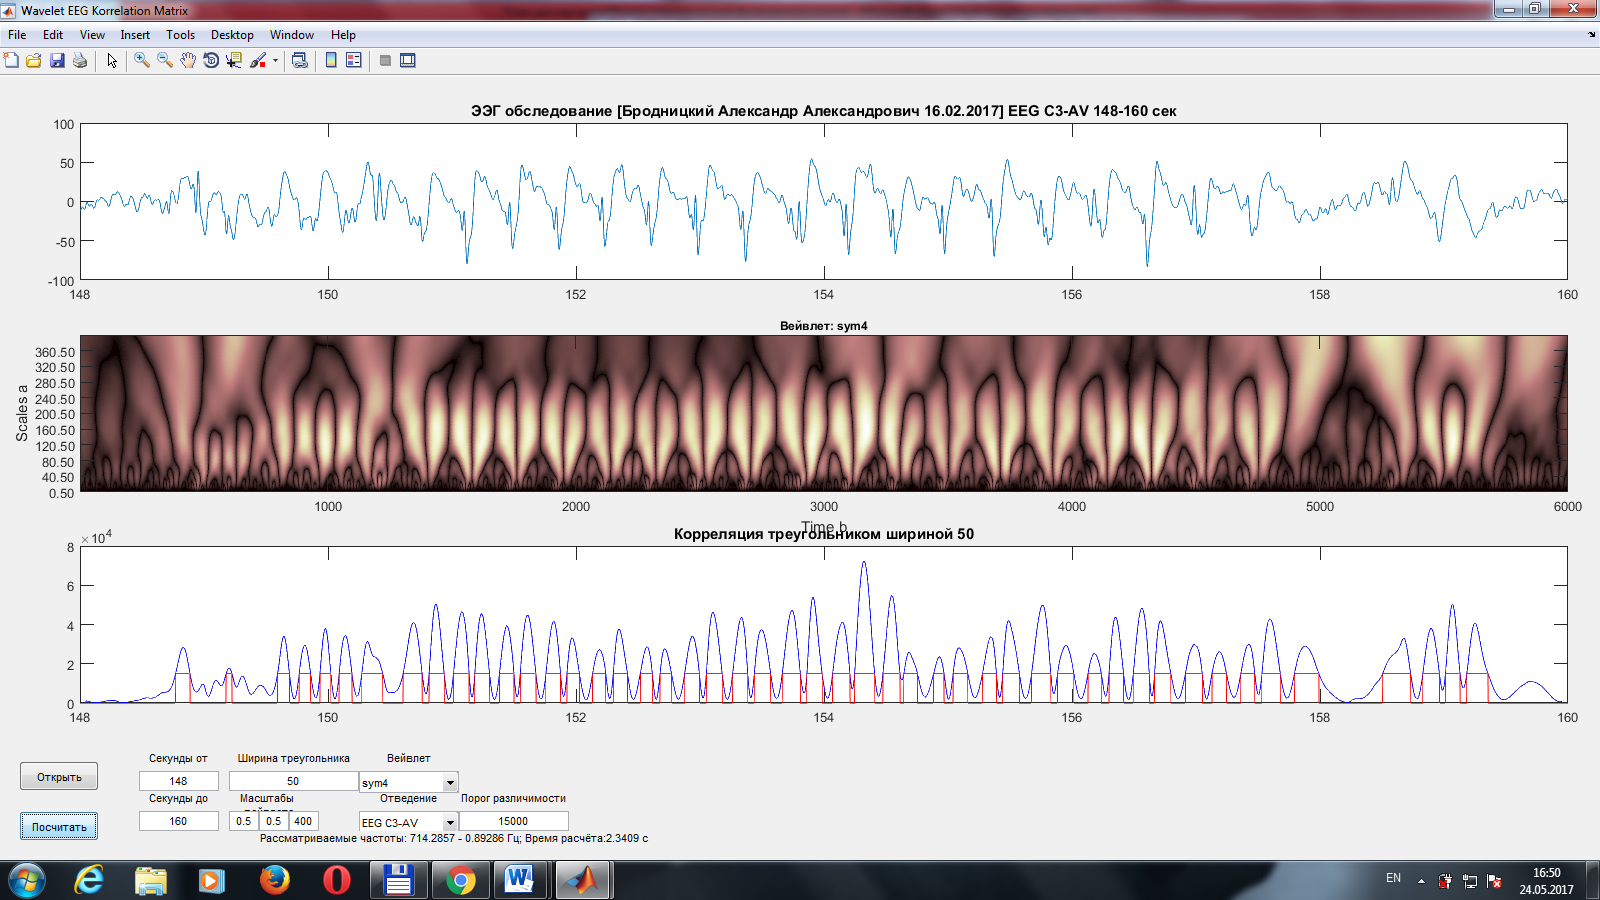 Wavelet EEG Korrelation Matrix
File Edit View Insert Tools Desktop Window Help
ЭЭГ обследование [Бродницкий Александр Александрович 16.02.2017] EEG C3-AV 148-160 сек
100
50
0
-50
-100
148 150 152 154 156 158 160
Вейвлет: sym4
Scales a
360.50
320.50
280.50
240.50
200.50
160.50
120.50
80.50
40.50
0.50
1000 2000 3000 4000 5000 6000
Time b
Корреляция треугольником шириной 50
×10^4
8
6
4
2
0
148 150 152 154 156 158 160
Секунды от Ширина треугольника Вейвлет
Открыть 148 50 sym4
Секунды до Масштабы Отведение Порог различимости
Посчитать 160 0.5 0.5 400 EEG C3-AV 15000
Рассматриваемые частоты: 714.2857 - 0.89286 Гц; Время расчёта:2.3409 с
EN
16:50
24.05.2017